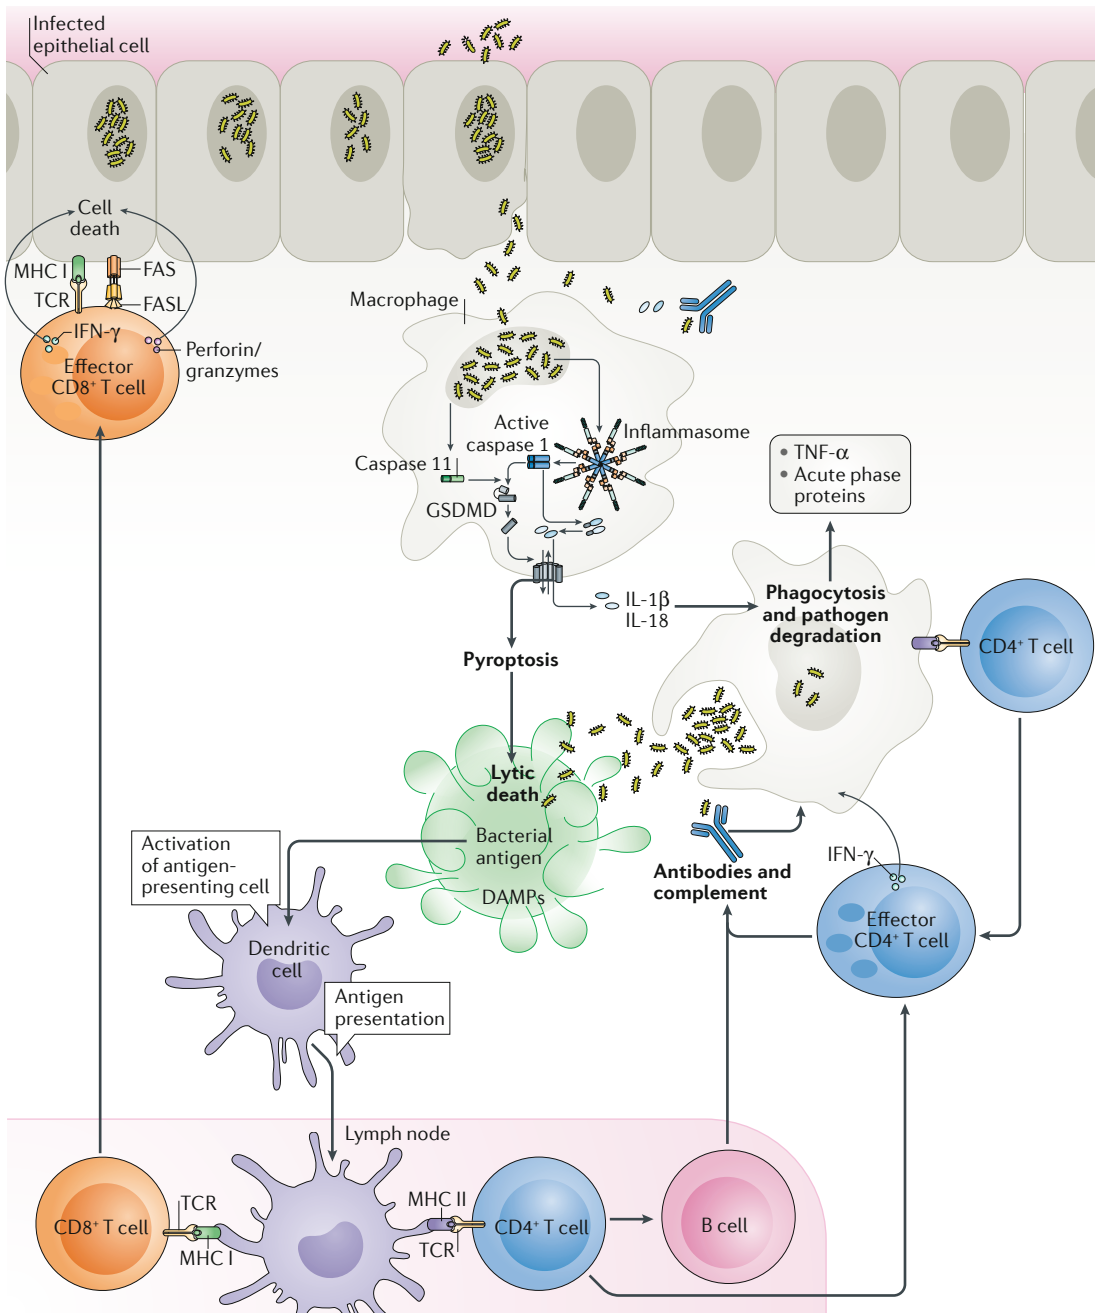 Infected
epithelial cell
Cell
death
MHC I
FAS
TCR
FASL
IFN-γ
Perforin/
granzymes
Effector
CD8⁺ T cell
Macrophage
Active
caspase 1
Inflammasome
Caspase 11
GSDMD
• TNF-α
• Acute phase
proteins
IL-1β
IL-18
Phagocytosis
and pathogen
degradation
CD4⁺ T cell
Pyroptosis
Lytic
death
Bacterial
antigen
DAMPs
Activation
of antigen-
presenting cell
Antibodies and
complement
IFN-γ
Effector
CD4⁺ T cell
Dendritic
cell
Antigen
presentation
Lymph node
CD8⁺ T cell
TCR
MHC I
MHC II
TCR
CD4⁺ T cell
B cell